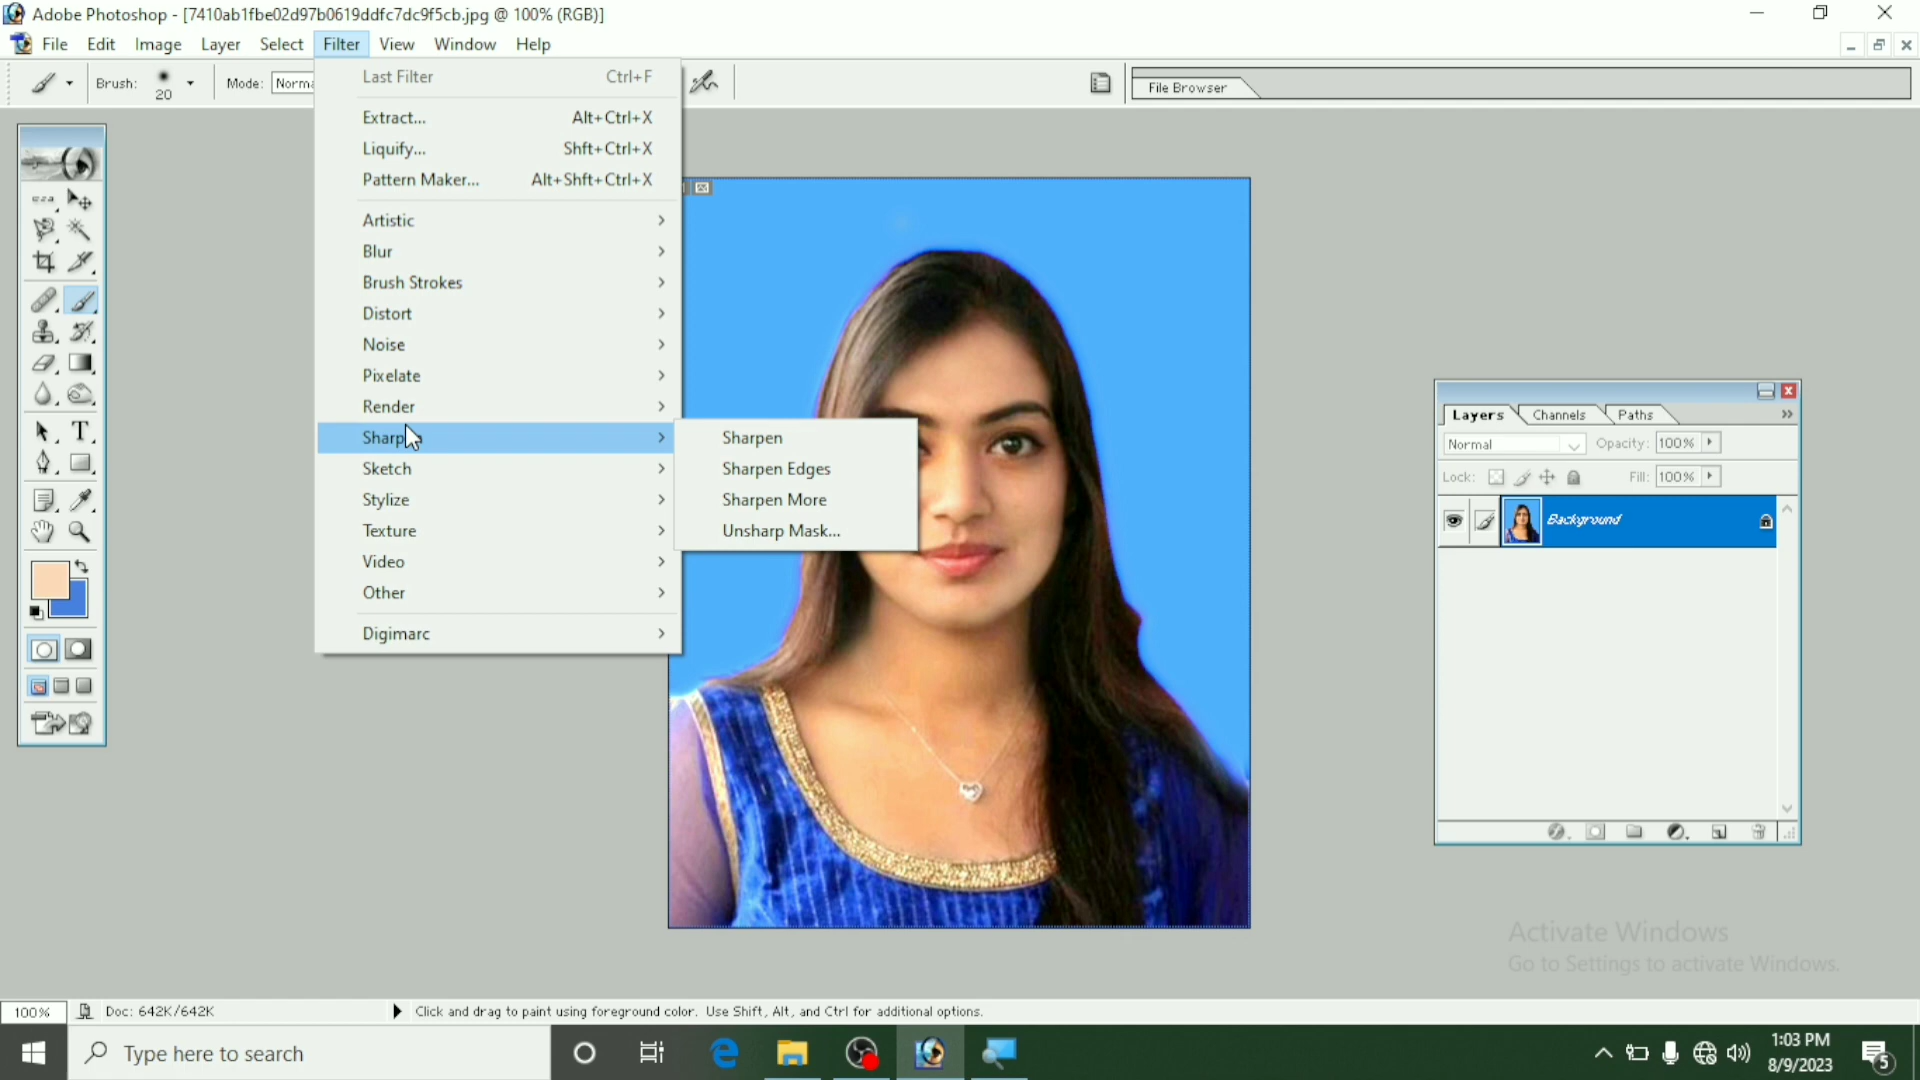 Adobe Photoshop - [7410ab1fbe02d97b0619ddfc7dc9f5cb.jpg @ 100% (RGB)]
File Edit Image Layer Select Filter View Window Help
Brush: 20 Mode: Norma
File Browser
Last Filter Ctrl+F
Extract... Alt+Ctrl+X
Liquify... Shft+Ctrl+X
Pattern Maker... Alt+Shft+Ctrl+X
Artistic
Blur
Brush Strokes
Distort
Noise
Pixelate
Render
Sharpen
Sketch
Stylize
Texture
Video
Other
Digimarc
Sharpen
Sharpen Edges
Sharpen More
Unsharp Mask...
Layers Channels Paths
Normal Opacity: 100%
Lock: Fill: 100%
Background
Activate Windows
Go to Settings to activate Windows.
100% Doc: 642K/642K Click and drag to paint using foreground color. Use Shift, Alt, and Ctrl for additional options.
Type here to search
1:03 PM
8/9/2023
5